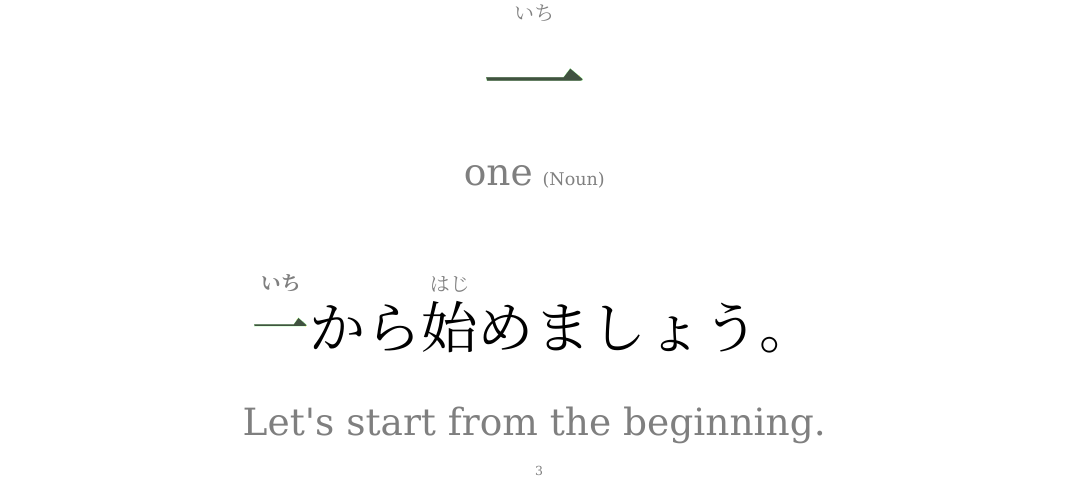 いち
一
one (Noun)
いち はじ
一から始めましょう。
Let's start from the beginning.
3